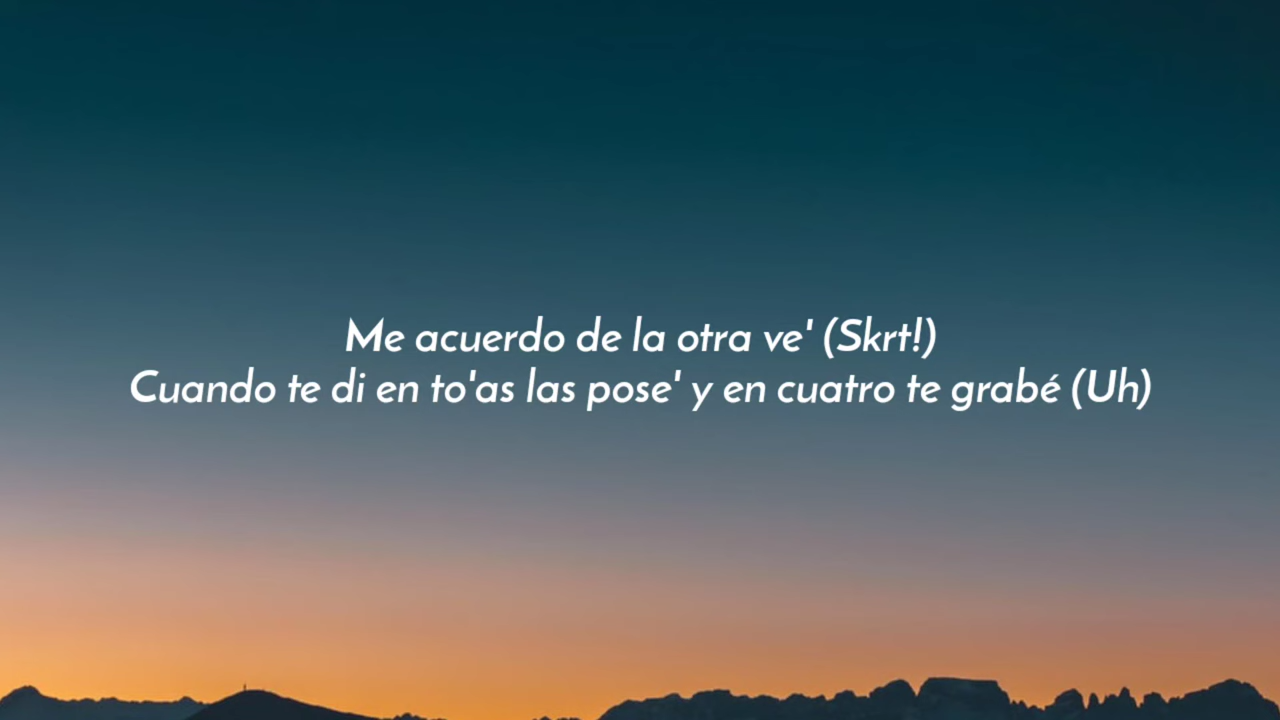 Me acuerdo de la otra ve' (Skrt!)
Cuando te di en to'as las pose' y en cuatro te grabé (Uh)